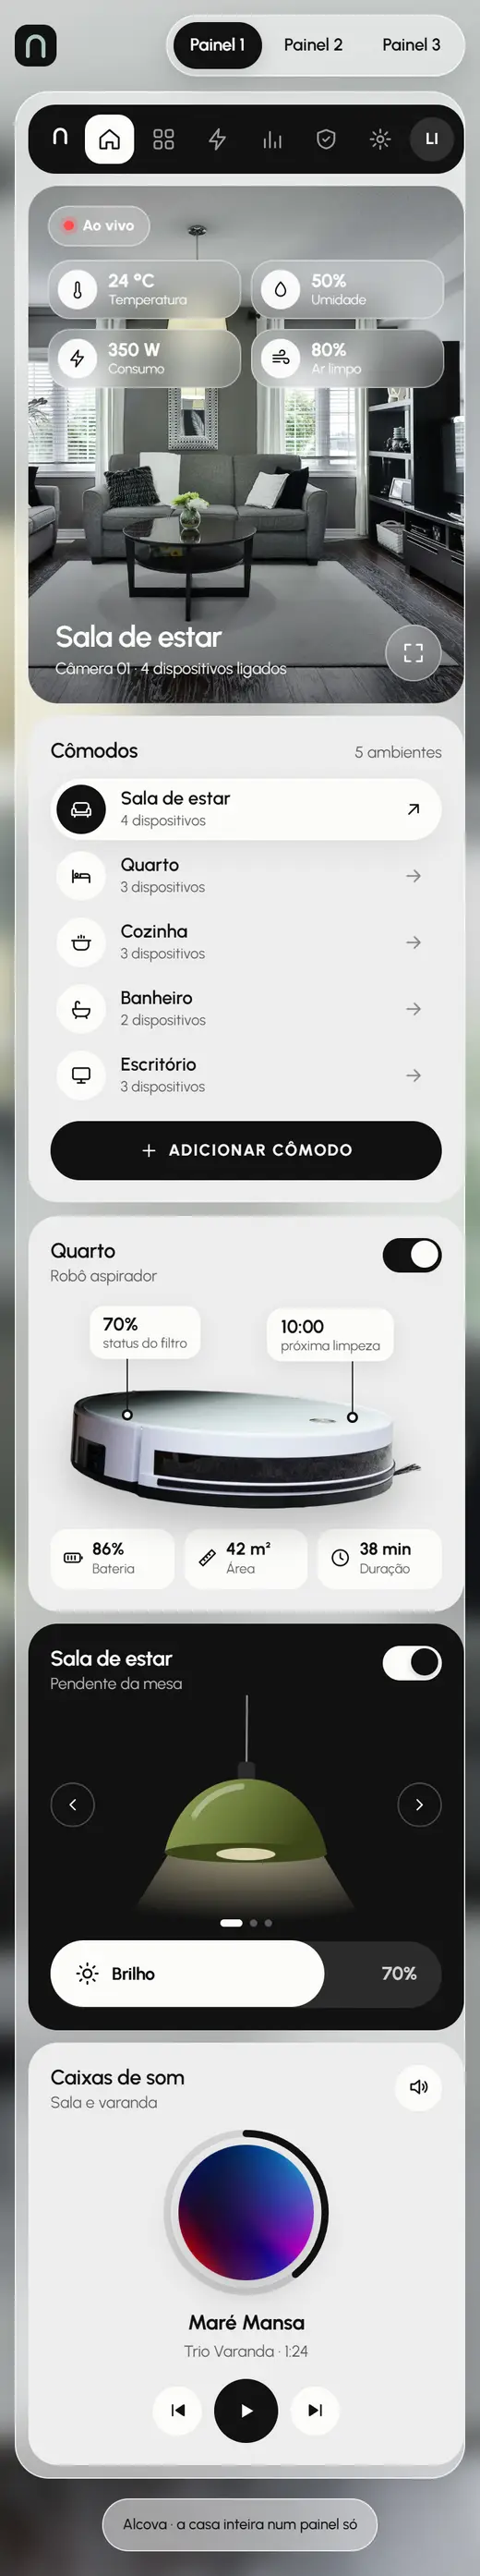 Painel 1
Painel 2
Painel 3
LI
Ao vivo
24 °C
Temperatura
50%
Umidade
350 W
Consumo
80%
Ar limpo
Sala de estar
Câmera 01 · 4 dispositivos ligados
Cômodos
5 ambientes
Sala de estar
4 dispositivos
Quarto
3 dispositivos
Cozinha
3 dispositivos
Banheiro
2 dispositivos
Escritório
3 dispositivos
ADICIONAR CÔMODO
Quarto
Robô aspirador
70%
status do filtro
10:00
próxima limpeza
86%
Bateria
42 m²
Área
38 min
Duração
Sala de estar
Pendente da mesa
Brilho
70%
Caixas de som
Sala e varanda
Maré Mansa
Trio Varanda · 1:24
Alcova · a casa inteira num painel só